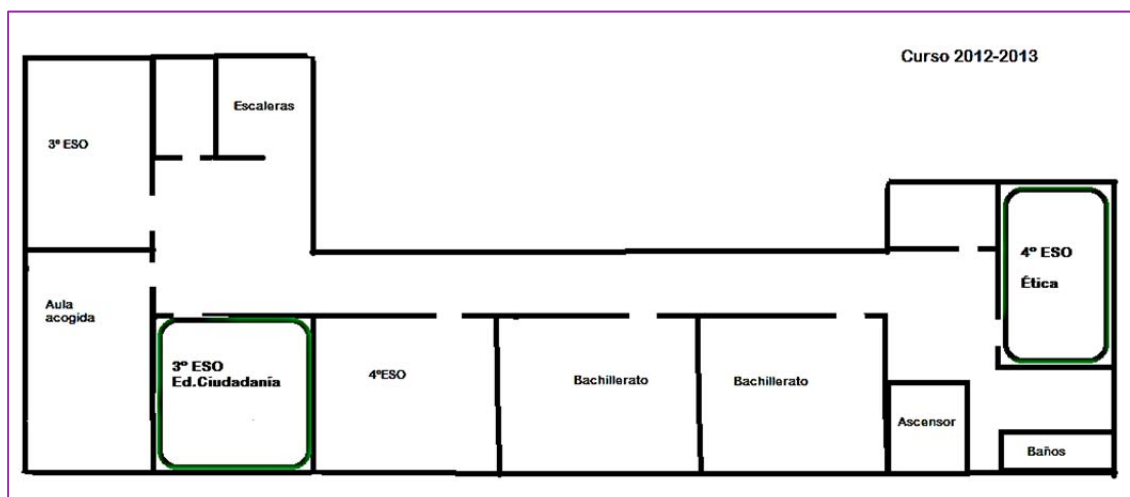 Curso 2012-2013
Escaleras
3º ESO
4º ESO
Ética
Aula
acogida
3º ESO
Ed.Ciudadanía
4ºESO
Bachillerato
Bachillerato
Ascensor
Baños